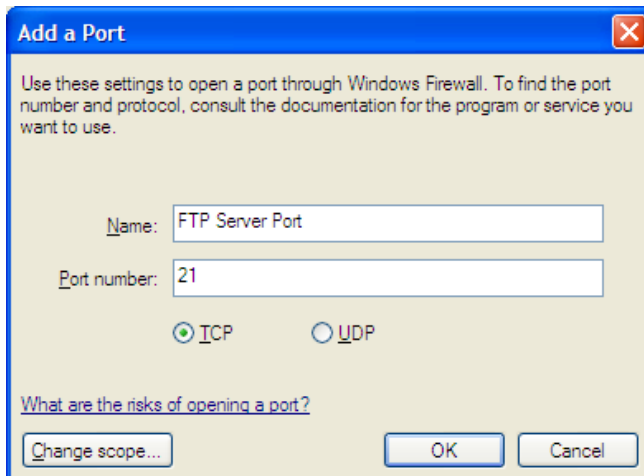 Add a Port
Use these settings to open a port through Windows Firewall. To find the port
number and protocol, consult the documentation for the program or service you
want to use.
Name: FTP Server Port
Port number: 21
TCP UDP
What are the risks of opening a port?
Change scope... OK Cancel